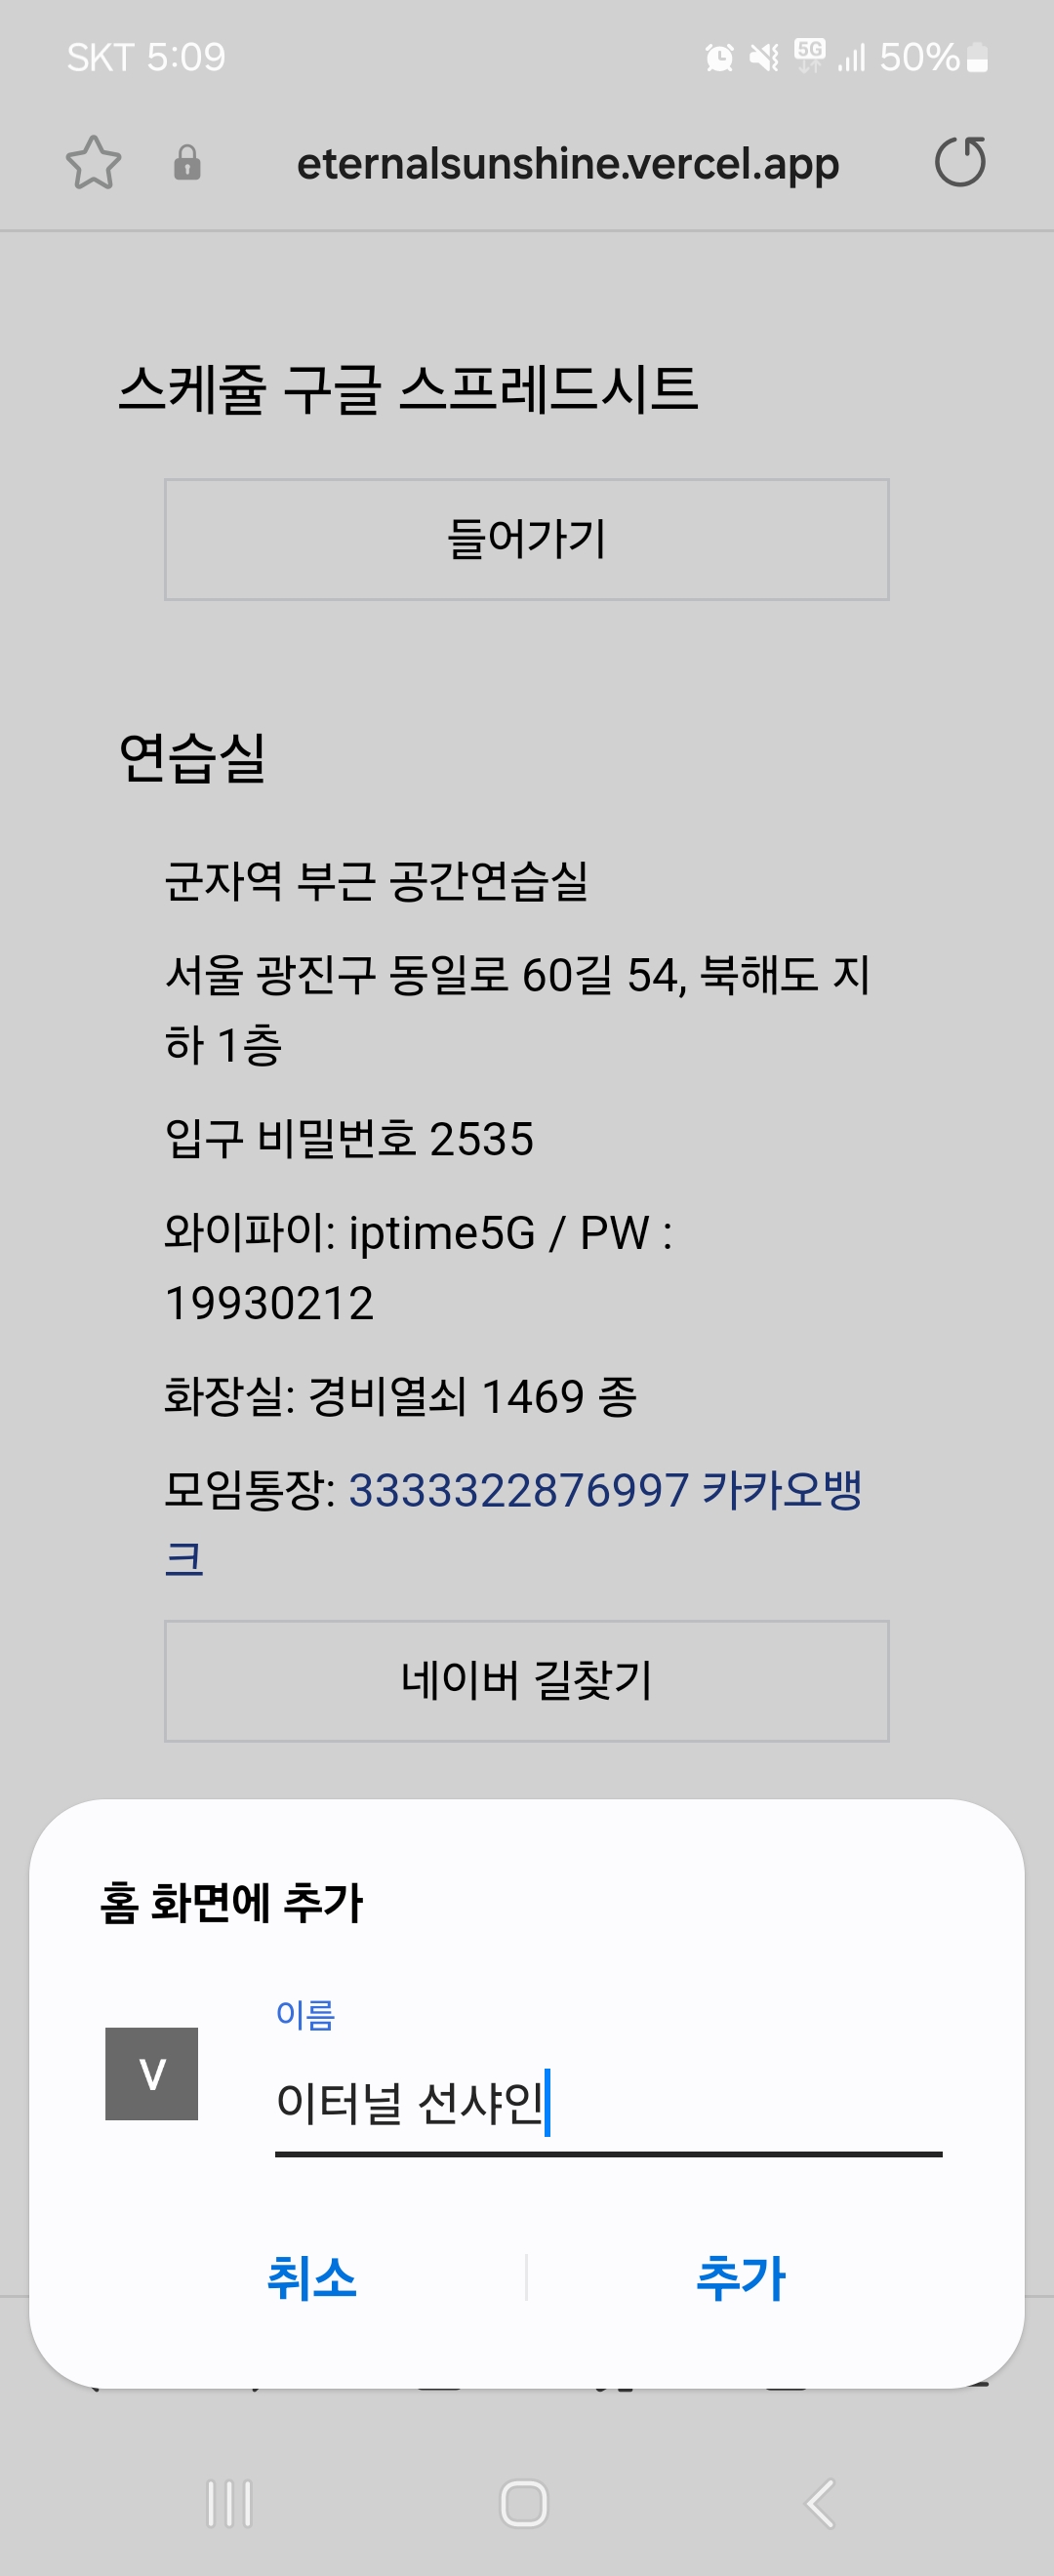 SKT 5:09
5G
50%
eternalsunshine.vercel.app
스케쥴 구글 스프레드시트
들어가기
연습실
군자역 부근 공간연습실
서울 광진구 동일로 60길 54, 북해도 지
하 1층
입구 비밀번호 2535
와이파이: iptime5G / PW :
19930212
화장실: 경비열쇠 1469 종
모임통장: 3333322876997 카카오뱅
크
네이버 길찾기
홈 화면에 추가
이름
V
이터널 선샤인
취소
추가